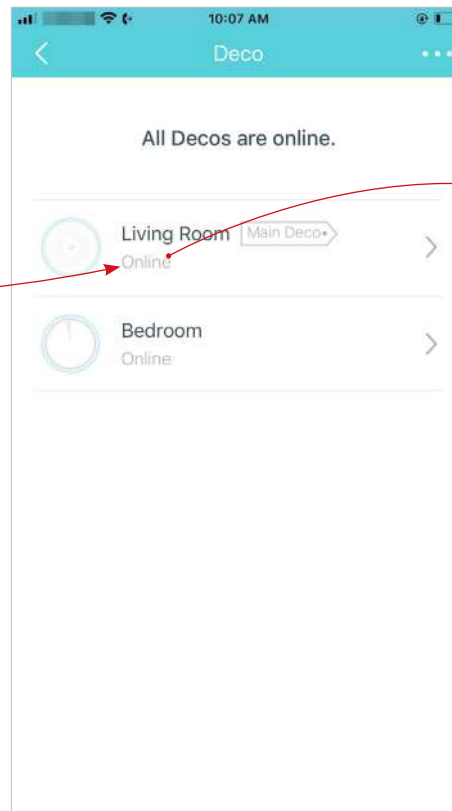 10:07 AM
Deco
All Decos are online.
Living Room Main Deco
Online
Bedroom
Online